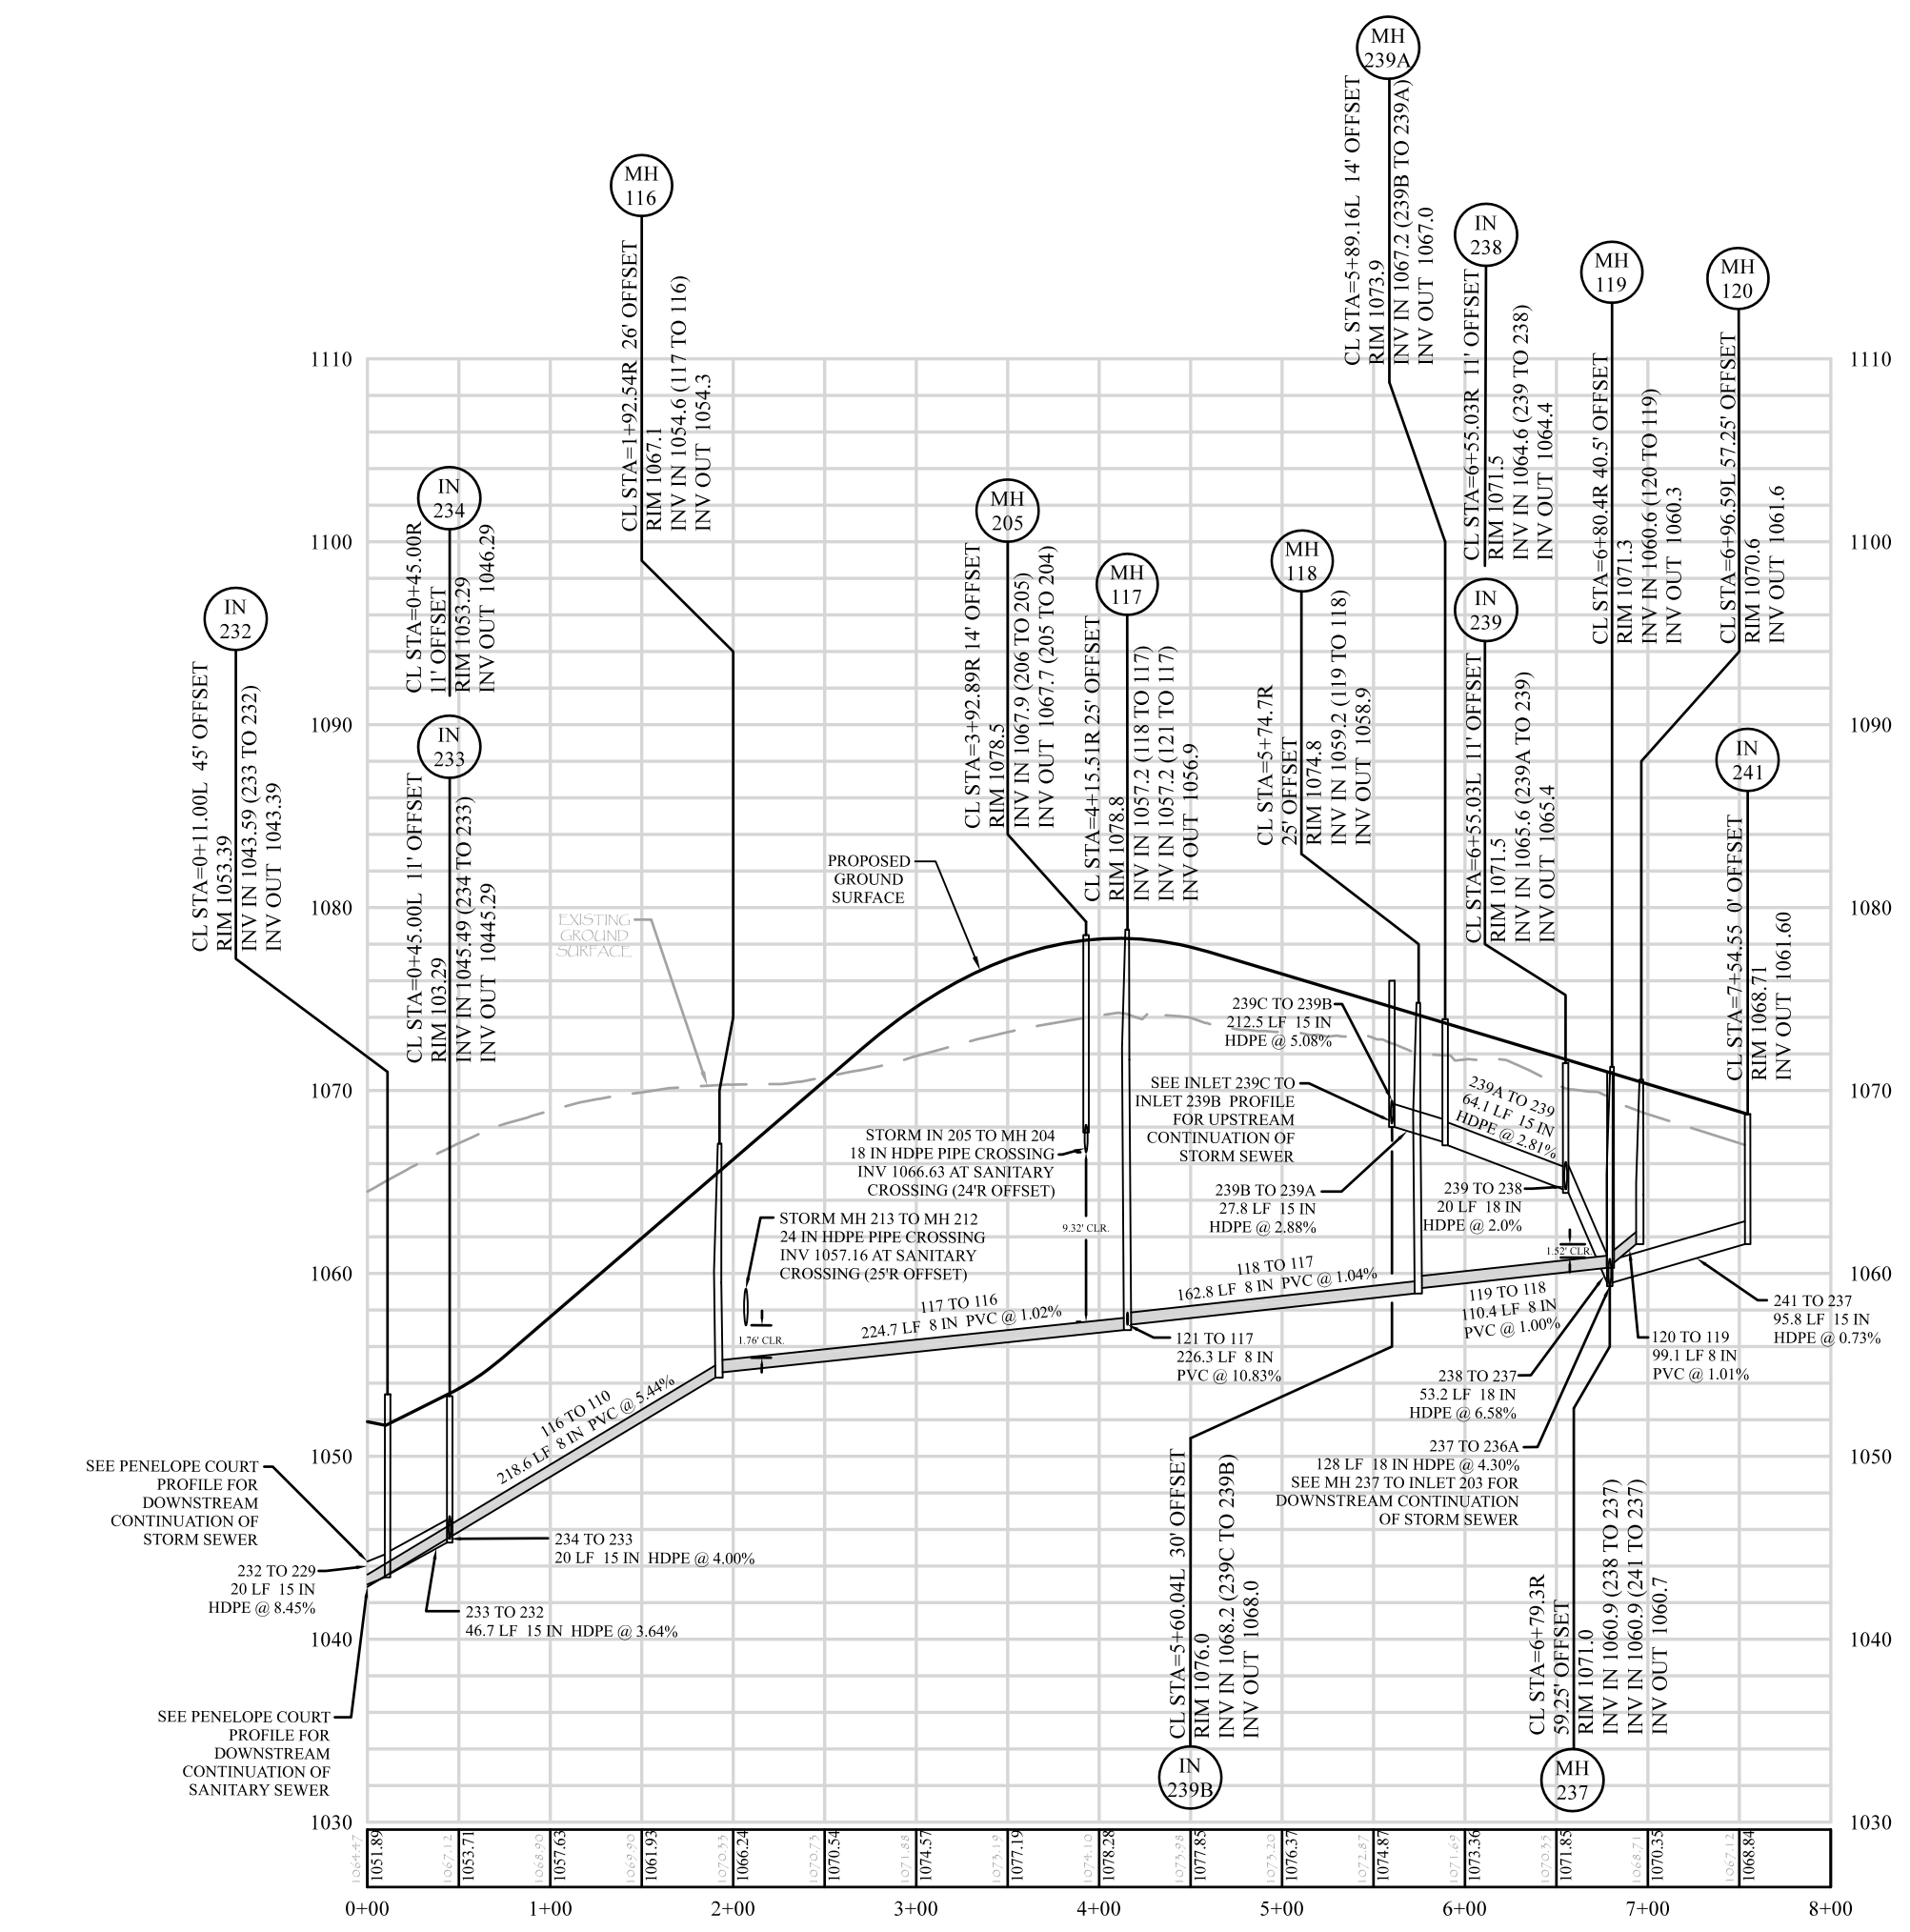 MH
239A
CL STA=5+89.16L 14' OFFSET
RIM 1073.9
INV IN 1067.2 (239B TO 239A)
INV OUT 1067.0
MH
116
CL STA=1+92.54R 26' OFFSET
RIM 1067.1
INV IN 1054.6 (117 TO 116)
INV OUT 1054.3
IN
238
CL STA=6+55.03R 11' OFFSET
RIM 1071.5
INV IN 1064.6 (239 TO 238)
INV OUT 1064.4
MH
119
CL STA=6+80.4R 40.5' OFFSET
RIM 1071.3
INV IN 1060.6 (120 TO 119)
INV OUT 1060.3
MH
120
CL STA=6+96.59L 57.25' OFFSET
RIM 1070.6
INV OUT 1061.6
IN
234
CL STA=0+45.00R
11' OFFSET
RIM 1053.29
INV OUT 1046.29
MH
205
CL STA=3+92.89R 14' OFFSET
RIM 1078.5
INV IN 1067.9 (206 TO 205)
INV OUT 1067.7 (205 TO 204)
MH
117
CL STA=4+15.51R 25' OFFSET
RIM 1078.8
INV IN 1057.2 (118 TO 117)
INV IN 1057.2 (121 TO 117)
INV OUT 1056.9
MH
118
CL STA=5+74.7R
25' OFFSET
RIM 1074.8
INV IN 1059.2 (119 TO 118)
INV OUT 1058.9
IN
239
CL STA=6+55.03L 11' OFFSET
RIM 1071.5
INV IN 1065.6 (239A TO 239)
INV OUT 1065.4
IN
232
CL STA=0+11.00L 45' OFFSET
RIM 1053.39
INV IN 1043.59 (233 TO 232)
INV OUT 1043.39
IN
233
CL STA=0+45.00L 11' OFFSET
RIM 103.29
INV IN 1045.49 (234 TO 233)
INV OUT 10445.29
IN
241
CL STA=7+54.55 0' OFFSET
RIM 1068.71
INV OUT 1061.60
1110
1100
1090
1080
1070
1060
1050
1040
1030
1110
1100
1090
1080
1070
1060
1050
1040
1030
PROPOSED
GROUND
SURFACE
EXISTING
GROUND
SURFACE
239C TO 239B
212.5 LF 15 IN
HDPE @ 5.08%
SEE INLET 239C TO
INLET 239B PROFILE
FOR UPSTREAM
CONTINUATION OF
STORM SEWER
239A TO 239
64.1 LF 15 IN
HDPE @ 2.81%
STORM IN 205 TO MH 204
18 IN HDPE PIPE CROSSING
INV 1066.63 AT SANITARY
CROSSING (24'R OFFSET)
239B TO 239A
27.8 LF 15 IN
HDPE @ 2.88%
239 TO 238
20 LF 18 IN
HDPE @ 2.0%
STORM MH 213 TO MH 212
24 IN HDPE PIPE CROSSING
INV 1057.16 AT SANITARY
CROSSING (25'R OFFSET)
9.32' CLR.
1.52' CLR.
1.76' CLR.
118 TO 117
162.8 LF 8 IN PVC @ 1.04%
117 TO 116
224.7 LF 8 IN PVC @ 1.02%
119 TO 118
110.4 LF 8 IN
PVC @ 1.00%
241 TO 237
95.8 LF 15 IN
HDPE @ 0.73%
121 TO 117
226.3 LF 8 IN
PVC @ 10.83%
120 TO 119
99.1 LF 8 IN
PVC @ 1.01%
116 TO 110
218.6 LF 8 IN PVC @ 5.44%
238 TO 237
53.2 LF 18 IN
HDPE @ 6.58%
237 TO 236A
128 LF 18 IN HDPE @ 4.30%
SEE MH 237 TO INLET 203 FOR
DOWNSTREAM CONTINUATION
OF STORM SEWER
SEE PENELOPE COURT
PROFILE FOR
DOWNSTREAM
CONTINUATION OF
STORM SEWER
232 TO 229
20 LF 15 IN
HDPE @ 8.45%
234 TO 233
20 LF 15 IN HDPE @ 4.00%
233 TO 232
46.7 LF 15 IN HDPE @ 3.64%
SEE PENELOPE COURT
PROFILE FOR
DOWNSTREAM
CONTINUATION OF
SANITARY SEWER
CL STA=5+60.04L 30' OFFSET
RIM 1076.0
INV IN 1068.2 (239C TO 239B)
INV OUT 1068.0
IN
239B
CL STA=6+79.3R
59.25' OFFSET
RIM 1071.0
INV IN 1060.9 (238 TO 237)
INV IN 1060.9 (241 TO 237)
INV OUT 1060.7
MH
237
1064.47
1051.89
1067.12
1053.71
1068.90
1057.63
1069.90
1061.93
1070.33
1066.24
1070.73
1070.54
1071.88
1074.57
1073.19
1077.19
1074.10
1078.28
1073.98
1077.85
1073.20
1076.37
1072.87
1074.87
1071.69
1073.36
1070.33
1071.85
1068.71
1070.35
1067.12
1068.84
0+00 1+00 2+00 3+00 4+00 5+00 6+00 7+00 8+00